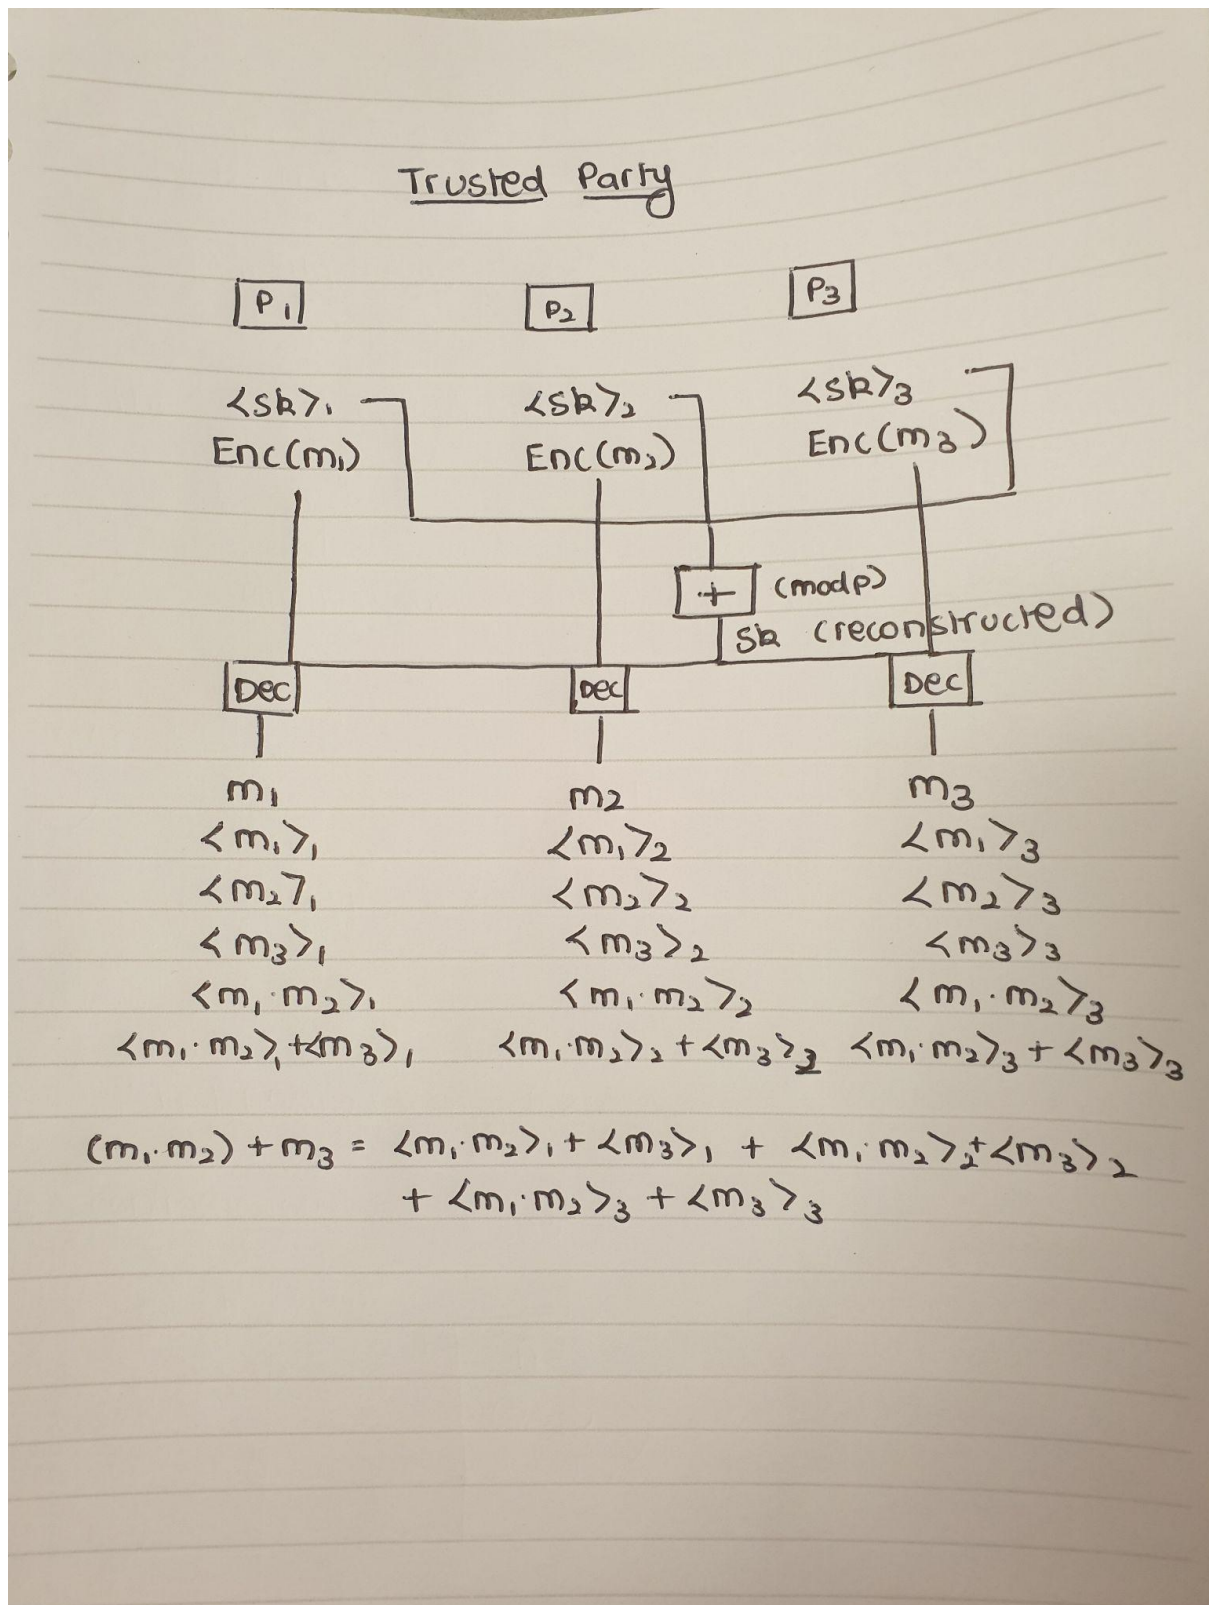 Trusted Party
P1 P2 P3
<sk>1 <sk>2 <sk>3
Enc(m1) Enc(m2) Enc(m3)
+ (mod p)
sk (reconstructed)
Dec Dec Dec
m1 m2 m3
<m1>1 <m1>2 <m1>3
<m2>1 <m2>2 <m2>3
<m3>1 <m3>2 <m3>3
<m1·m2>1 <m1·m2>2 <m1·m2>3
<m1·m2>1+<m3>1 <m1·m2>2+<m3>2 <m1·m2>3+<m3>3
(m1·m2)+m3 = <m1·m2>1+<m3>1 + <m1·m2>2+<m3>2
+ <m1·m2>3 + <m3>3